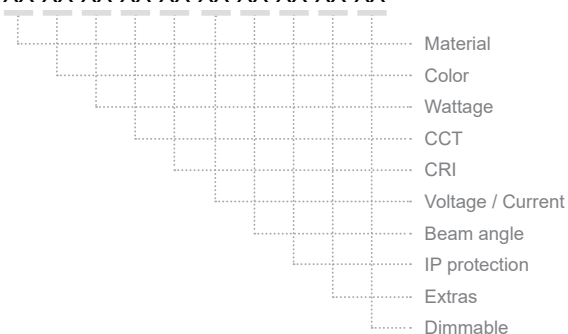 Material
Color
Wattage
CCT
CRI
Voltage / Current
Beam angle
IP protection
Extras
Dimmable